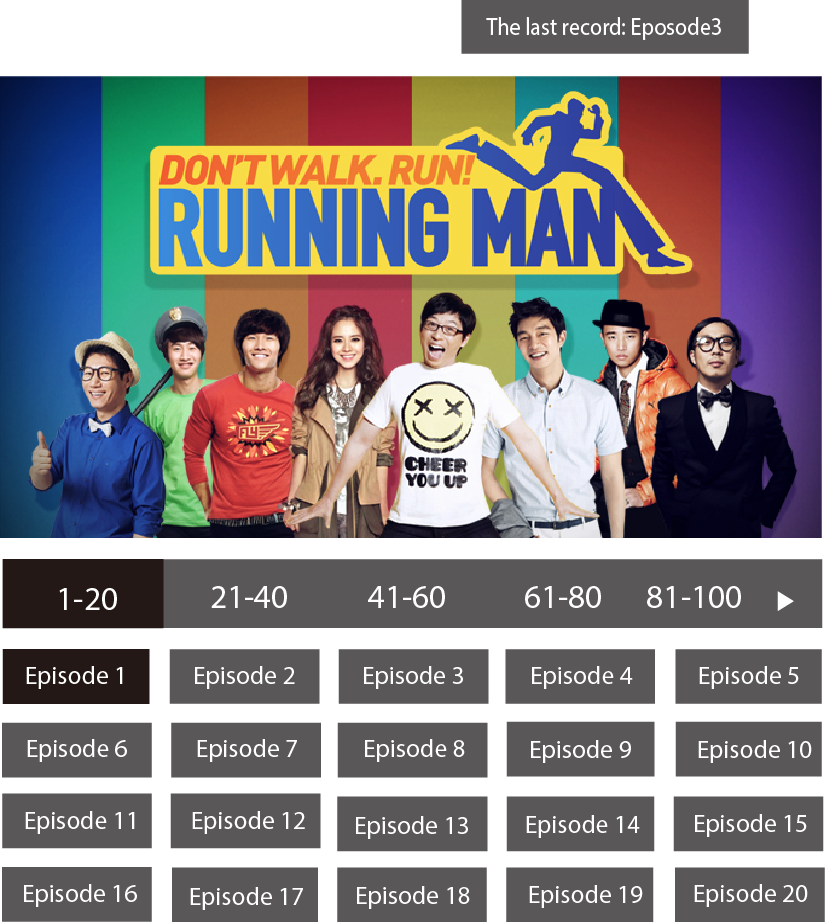 The last record: Eposode3
DON'T WALK. RUN!
RUNNING MAN
FLY
CHEER
YOU UP
1-20 21-40 41-60 61-80 81-100
Episode 1 Episode 2 Episode 3 Episode 4 Episode 5
Episode 6 Episode 7 Episode 8 Episode 9 Episode 10
Episode 11 Episode 12 Episode 13 Episode 14 Episode 15
Episode 16 Episode 17 Episode 18 Episode 19 Episode 20